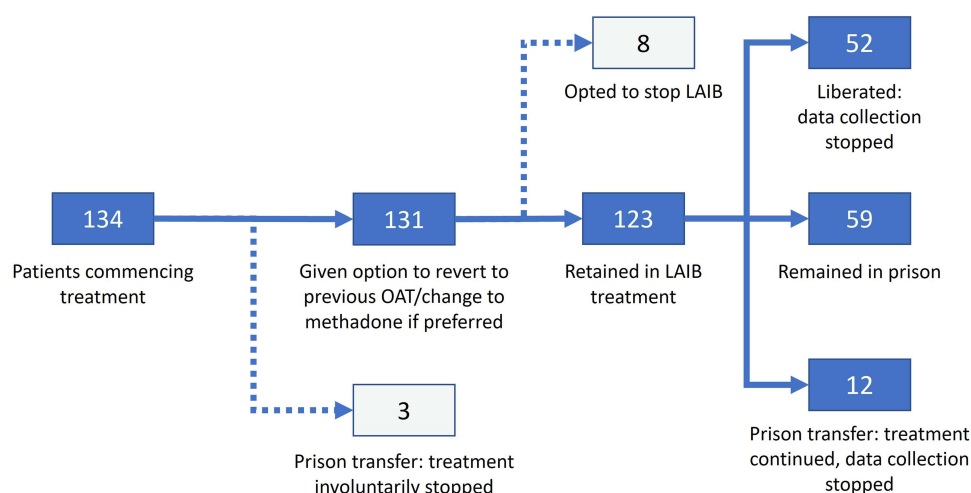 8
Opted to stop LAIB
52
Liberated:
data collection
stopped
134
Patients commencing
treatment
131
Given option to revert to
previous OAT/change to
methadone if preferred
123
Retained in LAIB
treatment
59
Remained in prison
3
Prison transfer: treatment
involuntarily stopped
12
Prison transfer: treatment
continued, data collection
stopped